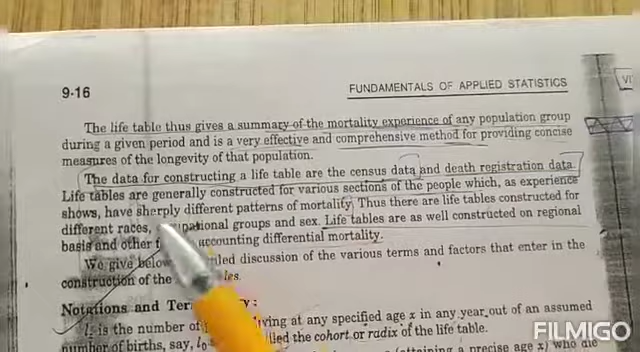 9-16
FUNDAMENTALS OF APPLIED STATISTICS
VI
The life table thus gives a summary of the mortality experience of any population group
during a given period and is a very effective and comprehensive method for providing concise
measures of the longevity of that population.
The data for constructing a life table are the census data and death registration data.
Life tables are generally constructed for various sections of the people which, as experience
shows, have sharply different patterns of mortality. Thus there are life tables constructed for
different races, occupational groups and sex. Life tables are as well constructed on regional
basis and other accounting differential mortality.
We give below discussion of the various terms and factors that enter in the
construction of the
Notations and
is the number of living at any specified age x in any year out of an assumed
number of births, say, l0 the cohort or radix of the life table.
(attaining a precise age x) who die
FILMIGO